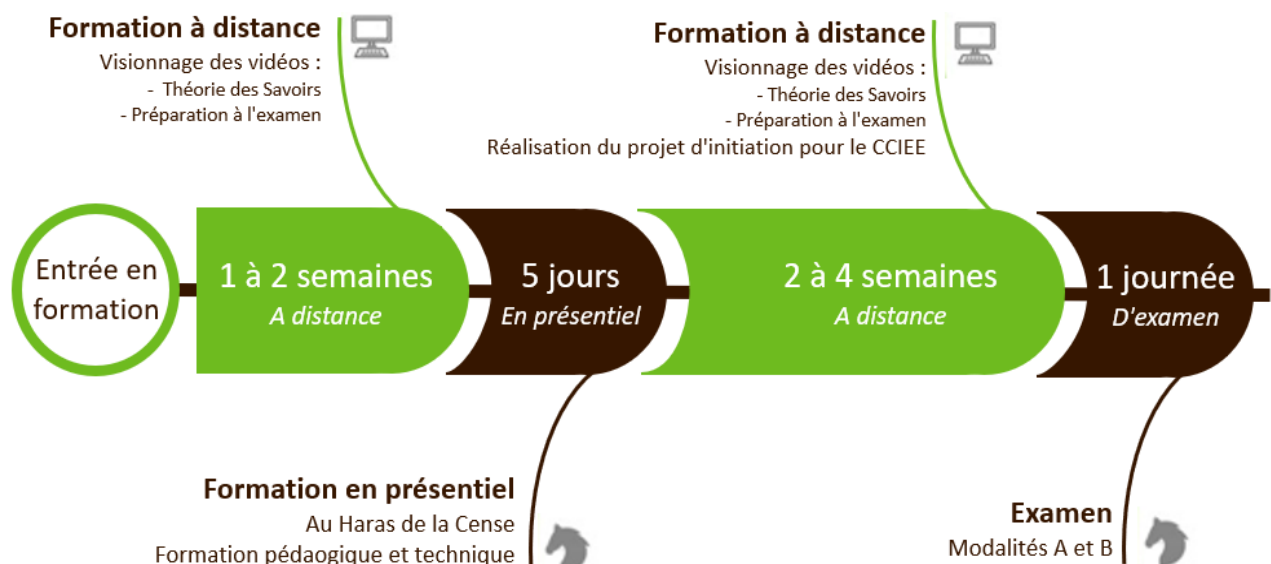 Formation à distance
Visionnage des vidéos :
- Théorie des Savoirs
- Préparation à l'examen
Formation à distance
Visionnage des vidéos :
- Théorie des Savoirs
- Préparation à l'examen
Réalisation du projet d'initiation pour le CCIEE
Entrée en
formation
1 à 2 semaines
A distance
5 jours
En présentiel
2 à 4 semaines
A distance
1 journée
D'examen
Formation en présentiel
Au Haras de la Cense
Formation pédaogique et technique
Examen
Modalités A et B